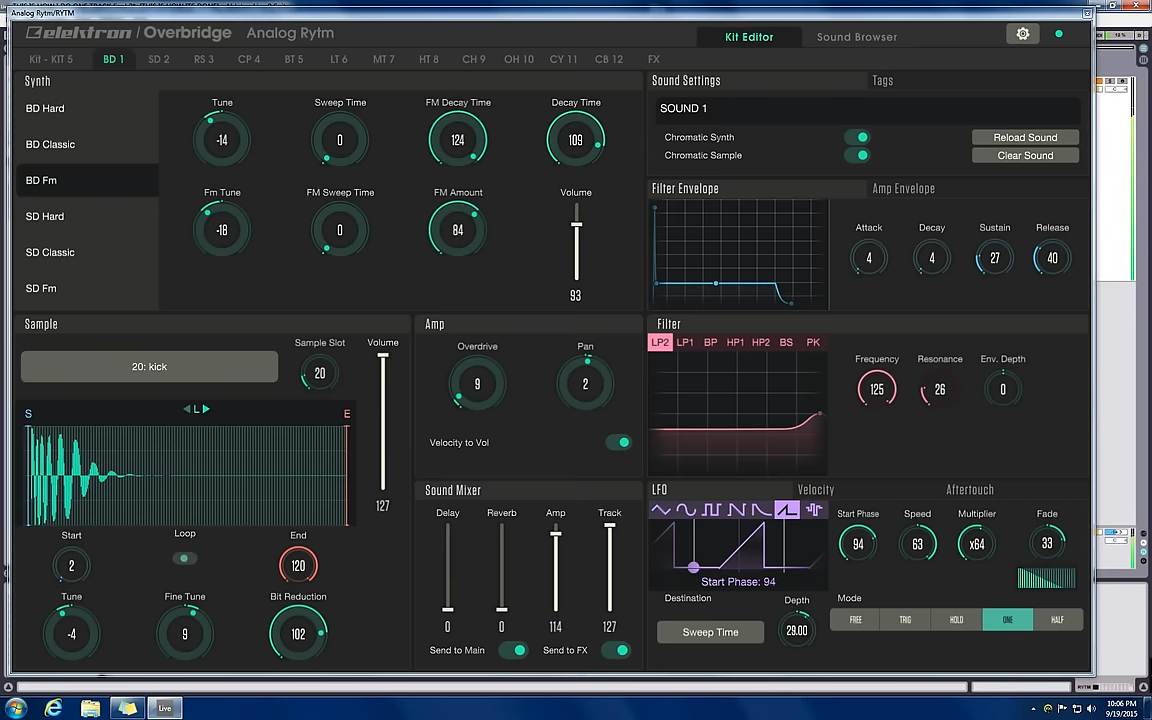 Analog Rytm/RYTM
elektron / Overbridge Analog Rytm
Kit Editor
Sound Browser
Kit - KIT 5
BD 1
SD 2
RS 3
CP 4
BT 5
LT 6
MT 7
HT 8
CH 9
OH 10
CY 11
CB 12
FX
Synth
BD Hard
BD Classic
BD Fm
SD Hard
SD Classic
SD Fm
Tune
-14
Sweep Time
0
FM Decay Time
124
Decay Time
109
Fm Tune
-18
FM Sweep Time
0
FM Amount
84
Volume
93
Sound Settings
Tags
SOUND 1
Chromatic Synth
Reload Sound
Chromatic Sample
Clear Sound
Filter Envelope
Amp Envelope
Attack
4
Decay
4
Sustain
27
Release
40
Sample
20: kick
Sample Slot
20
Volume
127
S
L
E
Start
2
Loop
End
120
Tune
-4
Fine Tune
9
Bit Reduction
102
Amp
Overdrive
9
Pan
2
Velocity to Vol
Sound Mixer
Delay
0
Reverb
0
Amp
114
Track
127
Send to Main
Send to FX
Filter
LP2
LP1
BP
HP1
HP2
BS
PK
Frequency
125
Resonance
26
Env. Depth
0
LFO
Velocity
Aftertouch
Start Phase: 94
Start Phase
94
Speed
63
Multiplier
x64
Fade
33
Destination
Sweep Time
Depth
29.00
Mode
FREE
TRIG
HOLD
ONE
HALF
RYTM
Live
10:06 PM
9/19/2015